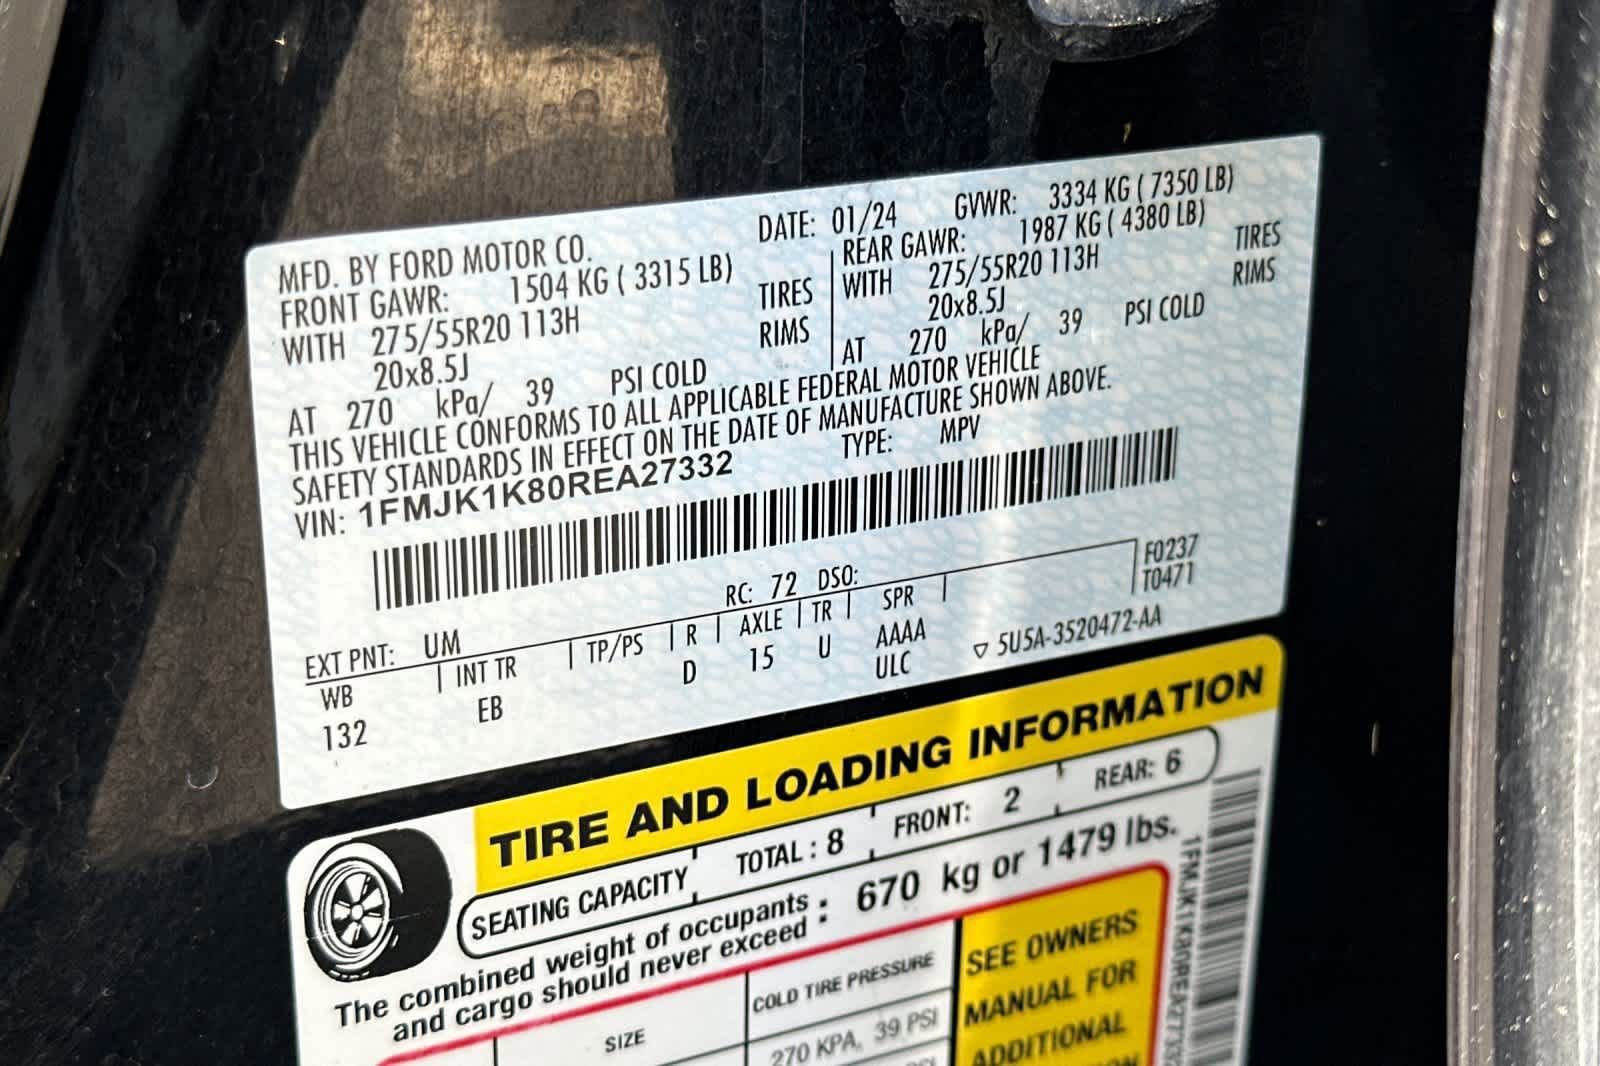 MFD. BY FORD MOTOR CO.
DATE: 01/24 GVWR: 3334 KG ( 7350 LB)
FRONT GAWR: 1504 KG ( 3315 LB)
WITH 275/55R20 113H TIRES
20x8.5J RIMS
AT 270 kPa/ 39 PSI COLD
REAR GAWR: 1987 KG ( 4380 LB)
WITH 275/55R20 113H TIRES
20x8.5J RIMS
AT 270 kPa/ 39 PSI COLD
THIS VEHICLE CONFORMS TO ALL APPLICABLE FEDERAL MOTOR VEHICLE
SAFETY STANDARDS IN EFFECT ON THE DATE OF MANUFACTURE SHOWN ABOVE.
VIN: 1FMJK1K80REA27332 TYPE: MPV
F0237
T0471
EXT PNT: UM RC: 72 DSO:
WB | INT TR | TP/PS | R | AXLE | TR | SPR |
132 EB D 15 U AAAA
ULC
▽ 5U5A-3520472-AA
TIRE AND LOADING INFORMATION
SEATING CAPACITY TOTAL : 8 FRONT: 2 REAR: 6
The combined weight of occupants
and cargo should never exceed : 670 kg or 1479 lbs.
SIZE COLD TIRE PRESSURE
270 KPA, 39 PSI
SEE OWNERS
MANUAL FOR
ADDITIONAL